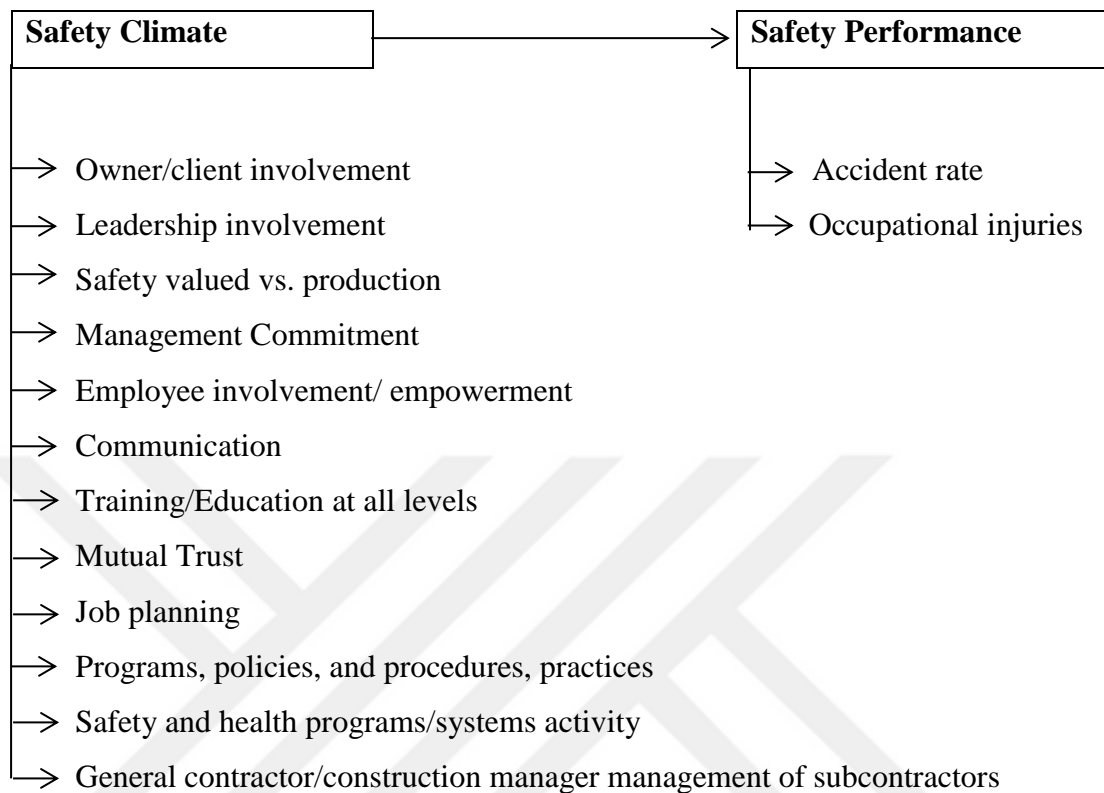 Safety Climate
Safety Performance
Owner/client involvement
Leadership involvement
Safety valued vs. production
Management Commitment
Employee involvement/ empowerment
Communication
Training/Education at all levels
Mutual Trust
Job planning
Programs, policies, and procedures, practices
Safety and health programs/systems activity
General contractor/construction manager management of subcontractors
Accident rate
Occupational injuries